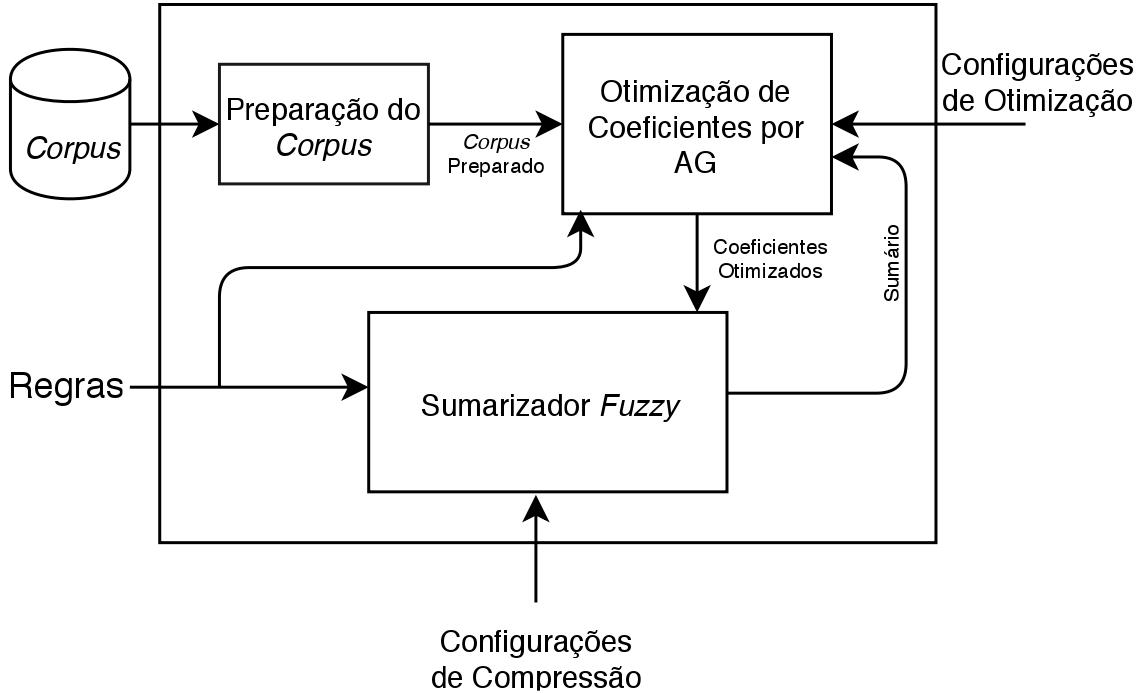 Corpus
Preparação do
Corpus
Corpus
Preparado
Otimização de
Coeficientes por
AG
Configurações
de Otimização
Coeficientes
Otimizados
Sumário
Regras
Sumarizador Fuzzy
Configurações
de Compressão